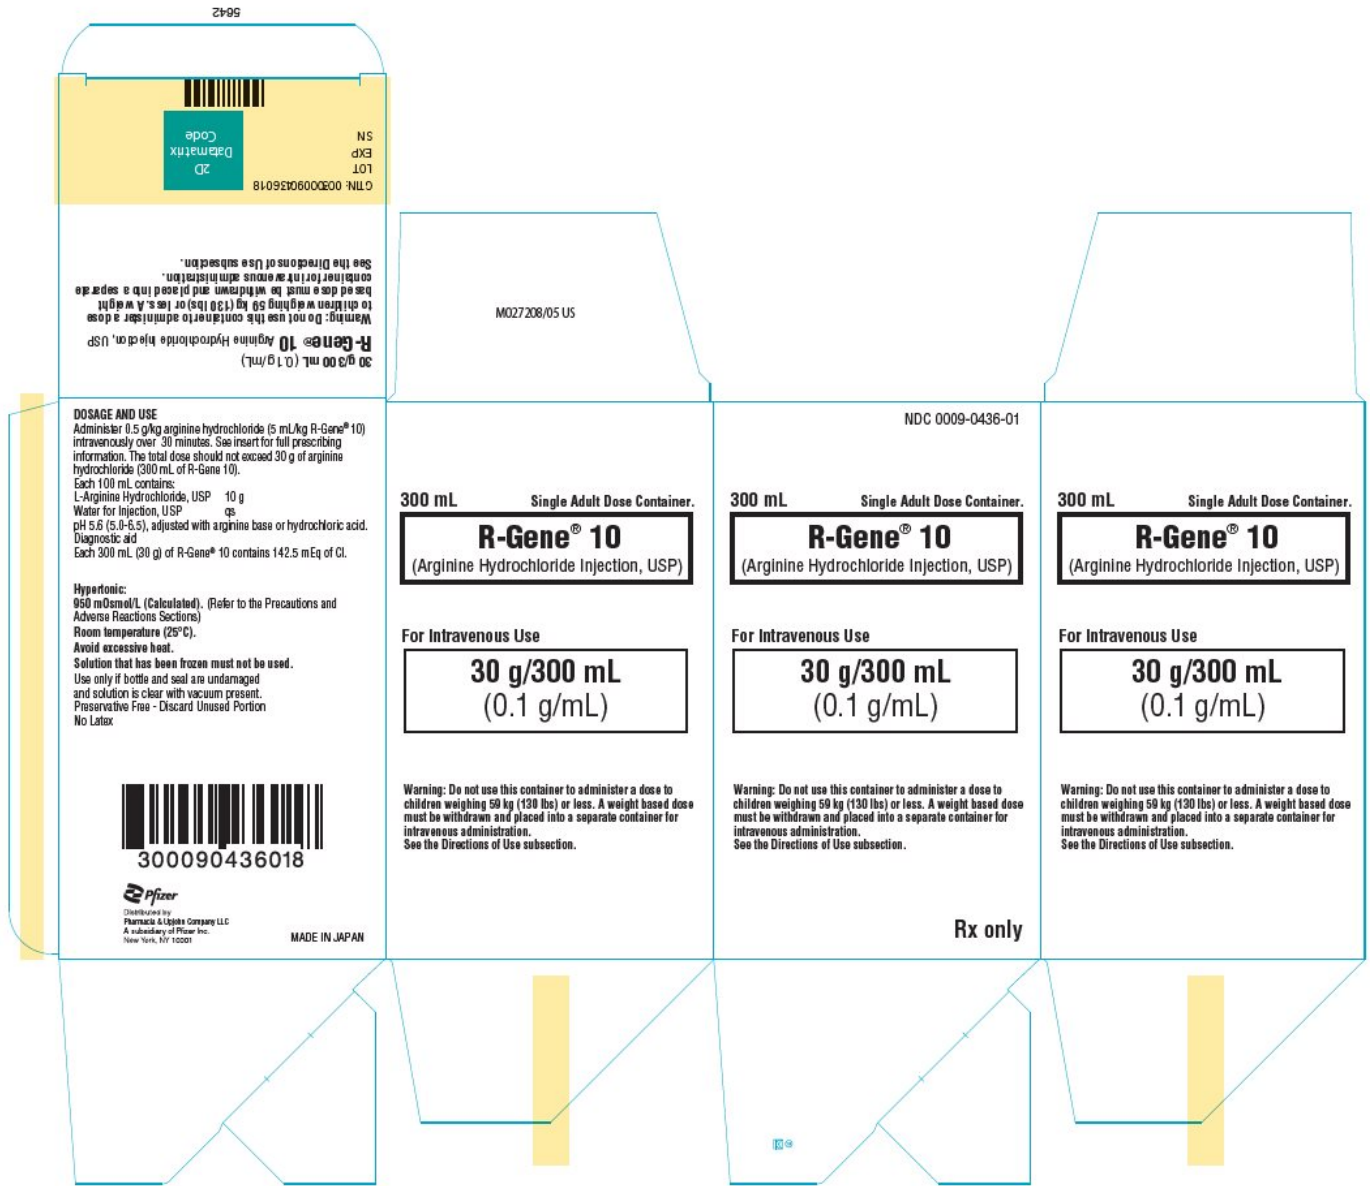 5642
GTIN: 00300090436018
LOT
EXP
SN
2D
Datamatrix
Code
30 g/300 mL (0.1 g/mL)
R-Gene® 10 Arginine Hydrochloride Injection, USP
Warning: Do not use this container to administer a dose
to children weighing 59 kg (130 lbs) or less. A weight
based dose must be withdrawn and placed into a separate
container for intravenous administration.
See the Directions of Use subsection.
M027208/05 US
DOSAGE AND USE
Administer 0.5 g/kg arginine hydrochloride (5 mL/kg R-Gene® 10)
intravenously over 30 minutes. See insert for full prescribing
information. The total dose should not exceed 30 g of arginine
hydrochloride (300 mL of R-Gene 10).
Each 100 mL contains:
L-Arginine Hydrochloride, USP 10 g
Water for Injection, USP qs
pH 5.6 (5.0-6.5), adjusted with arginine base or hydrochloric acid.
Diagnostic aid
Each 300 mL (30 g) of R-Gene® 10 contains 142.5 mEq of Cl.
Hypertonic:
950 mOsmol/L (Calculated). (Refer to the Precautions and
Adverse Reactions Sections)
Room temperature (25°C).
Avoid excessive heat.
Solution that has been frozen must not be used.
Use only if bottle and seal are undamaged
and solution is clear with vacuum present.
Preservative Free - Discard Unused Portion
No Latex
300090436018
Pfizer
Distributed by
Pharmacia & Upjohn Company LLC
A subsidiary of Pfizer Inc.
New York, NY 10001
MADE IN JAPAN
300 mL Single Adult Dose Container.
R-Gene® 10
(Arginine Hydrochloride Injection, USP)
For Intravenous Use
30 g/300 mL
(0.1 g/mL)
Warning: Do not use this container to administer a dose to
children weighing 59 kg (130 lbs) or less. A weight based dose
must be withdrawn and placed into a separate container for
intravenous administration.
See the Directions of Use subsection.
NDC 0009-0436-01
300 mL Single Adult Dose Container.
R-Gene® 10
(Arginine Hydrochloride Injection, USP)
For Intravenous Use
30 g/300 mL
(0.1 g/mL)
Warning: Do not use this container to administer a dose to
children weighing 59 kg (130 lbs) or less. A weight based dose
must be withdrawn and placed into a separate container for
intravenous administration.
See the Directions of Use subsection.
Rx only
300 mL Single Adult Dose Container.
R-Gene® 10
(Arginine Hydrochloride Injection, USP)
For Intravenous Use
30 g/300 mL
(0.1 g/mL)
Warning: Do not use this container to administer a dose to
children weighing 59 kg (130 lbs) or less. A weight based dose
must be withdrawn and placed into a separate container for
intravenous administration.
See the Directions of Use subsection.